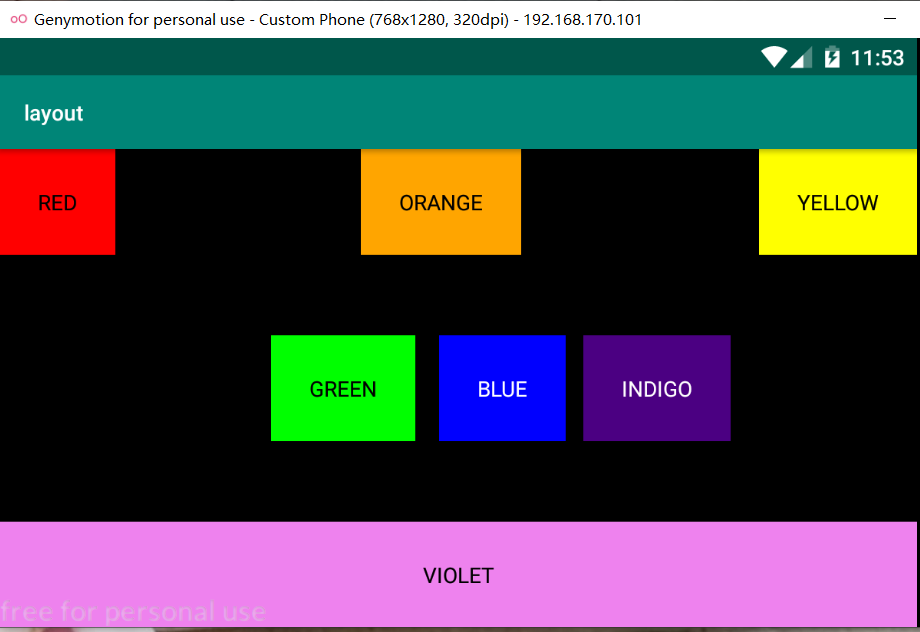 Genymotion for personal use - Custom Phone (768x1280, 320dpi) - 192.168.170.101
11:53
layout
RED ORANGE YELLOW
GREEN BLUE INDIGO
VIOLET
free for personal use